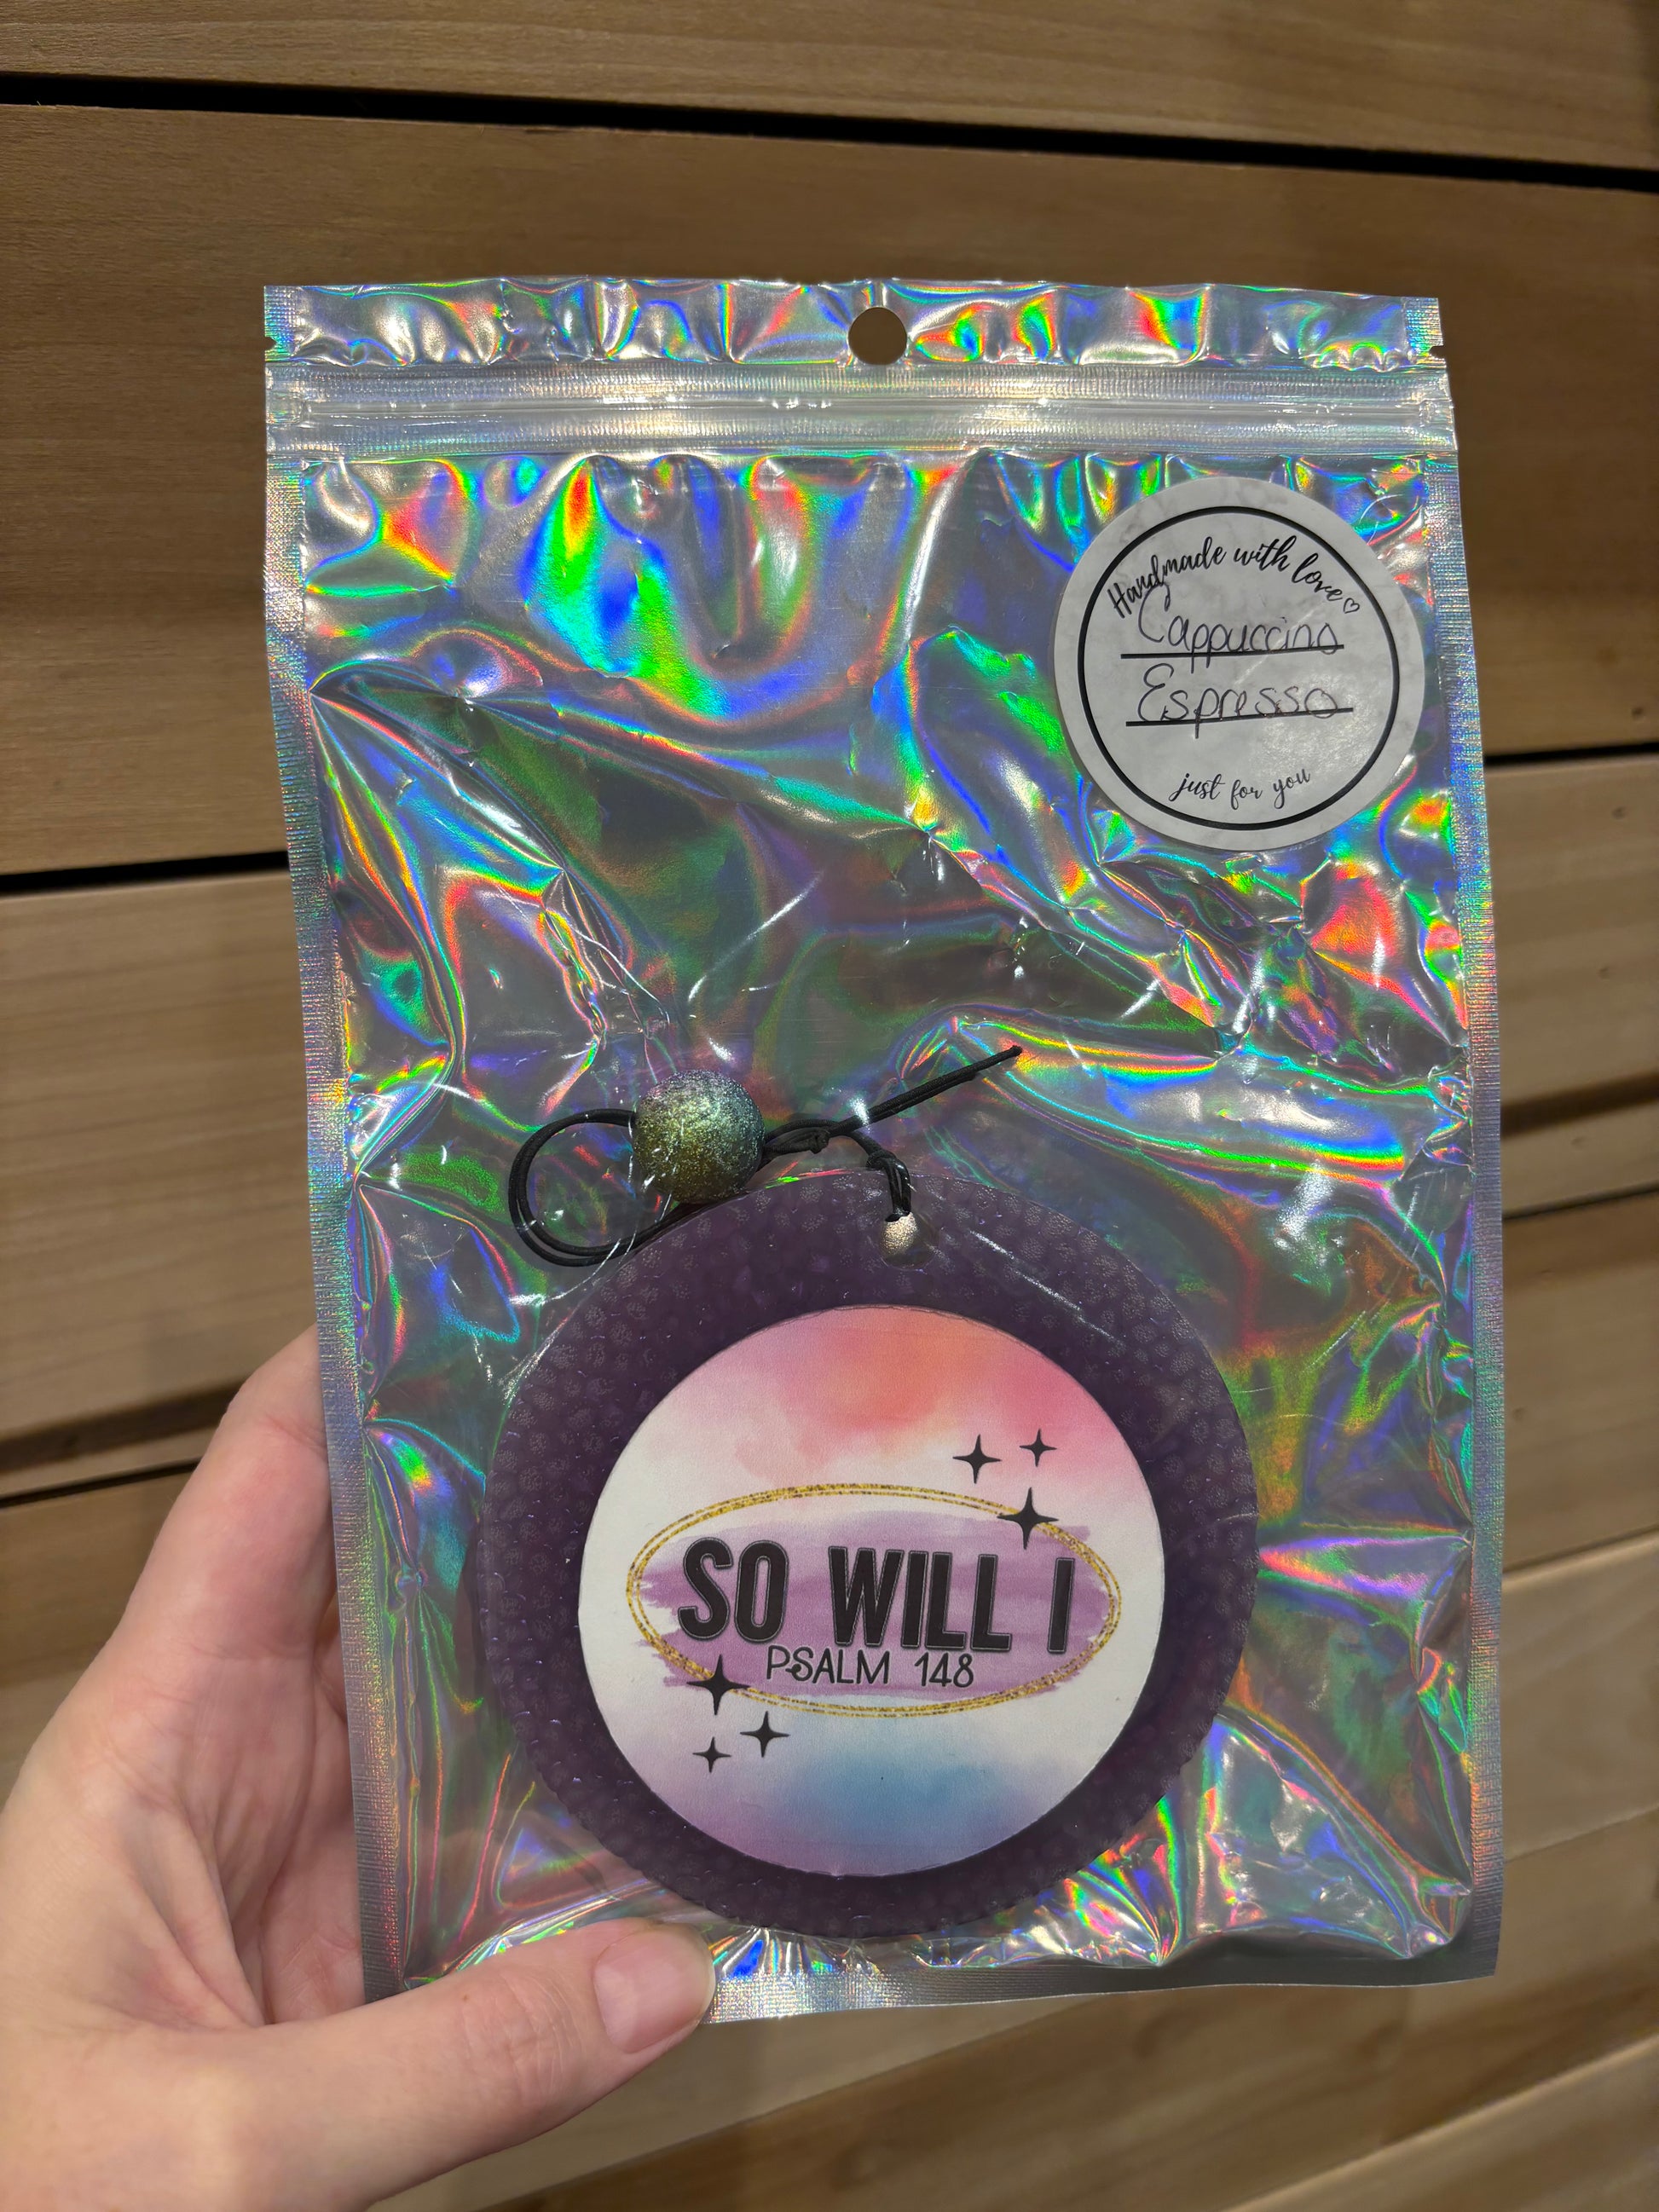 Handmade with love♡
Cappuccino
Espresso
just for you
SO WILL I
PSALM 148